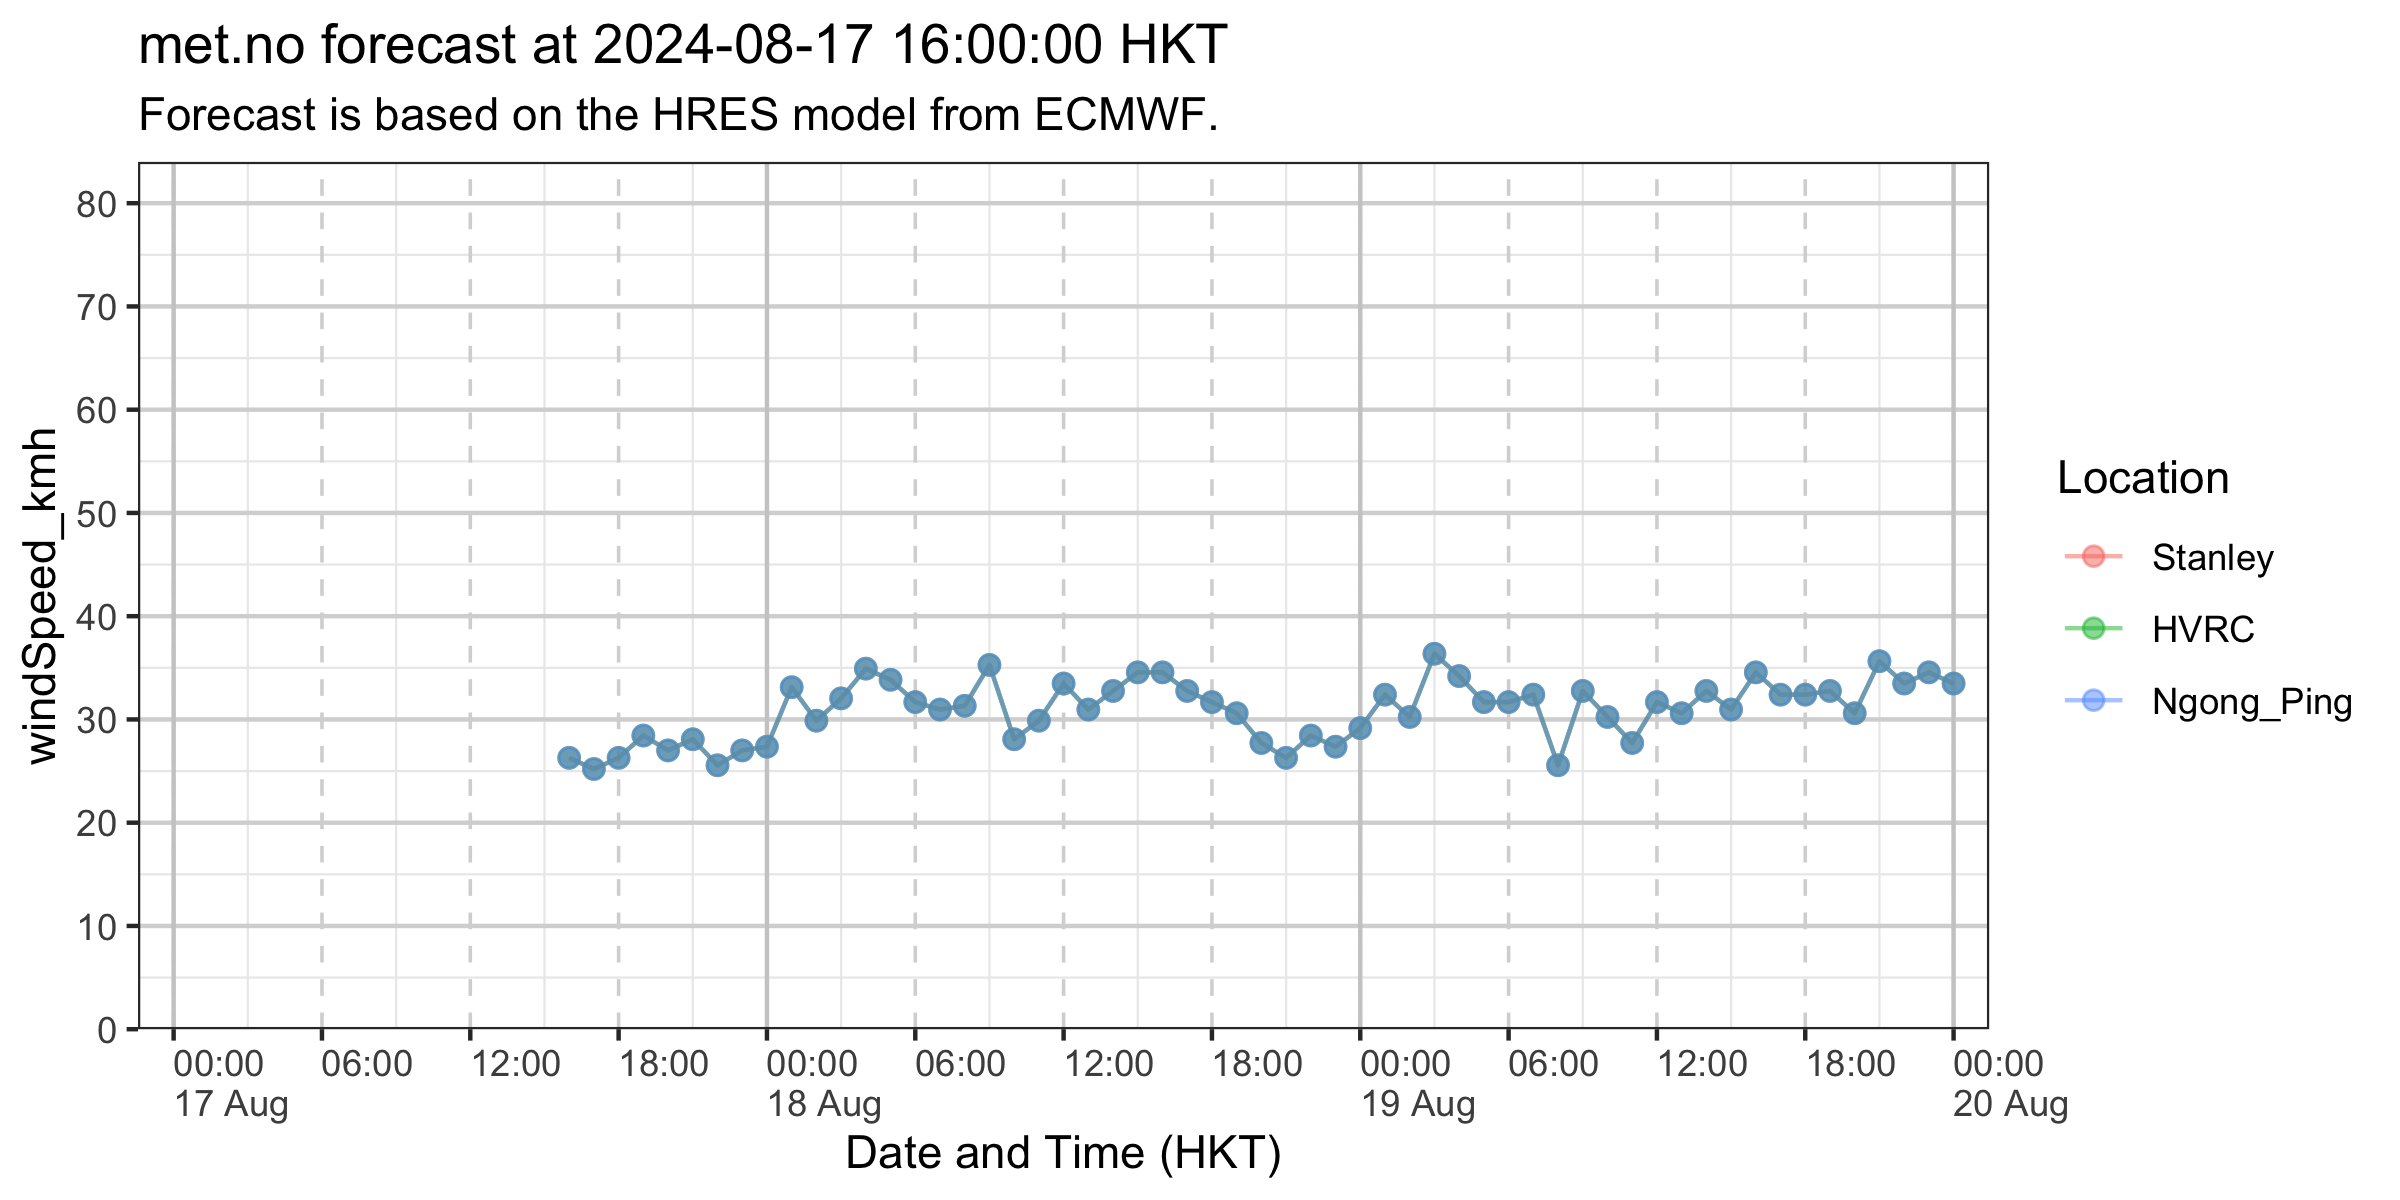 met.no forecast at 2024-08-17 16:00:00 HKT
Forecast is based on the HRES model from ECMWF.
windSpeed_kmh
80
70
60
50
40
30
20
10
0
00:00 06:00 12:00 18:00 00:00 06:00 12:00 18:00 00:00 06:00 12:00 18:00 00:00
17 Aug 18 Aug 19 Aug 20 Aug
Date and Time (HKT)
Location
Stanley
HVRC
Ngong_Ping